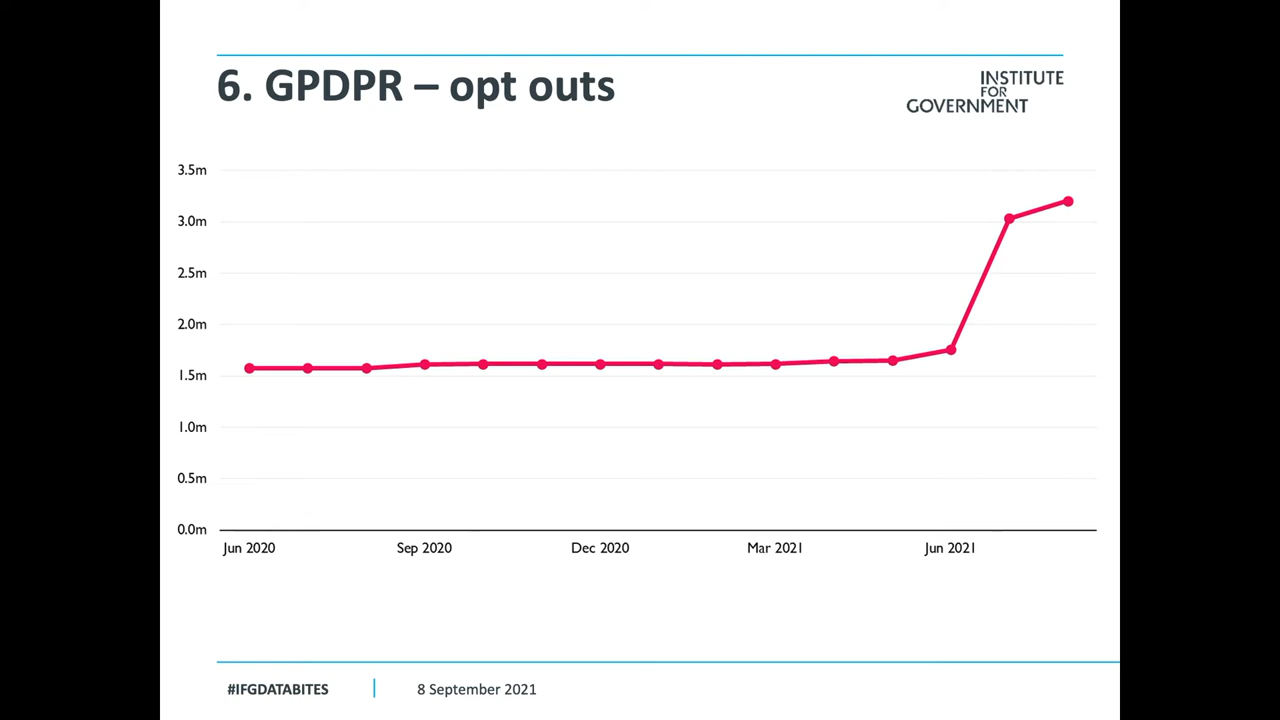 6. GPDPR – opt outs
INSTITUTE
FOR
GOVERNMENT
3.5m
3.0m
2.5m
2.0m
1.5m
1.0m
0.5m
0.0m
Jun 2020
Sep 2020
Dec 2020
Mar 2021
Jun 2021
#IFGDATABITES
8 September 2021